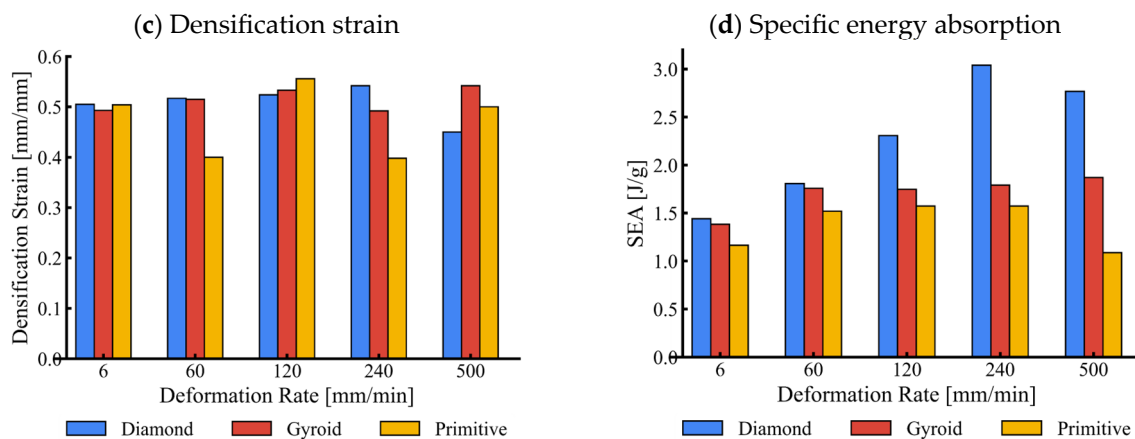 (c) Densification strain
0.6
0.5
0.4
0.3
0.2
0.1
0.0
Densification Strain [mm/mm]
6 60 120 240 500
Deformation Rate [mm/min]
Diamond Gyroid Primitive
(d) Specific energy absorption
3.0
2.5
2.0
1.5
1.0
0.5
0.0
SEA [J/g]
6 60 120 240 500
Deformation Rate [mm/min]
Diamond Gyroid Primitive